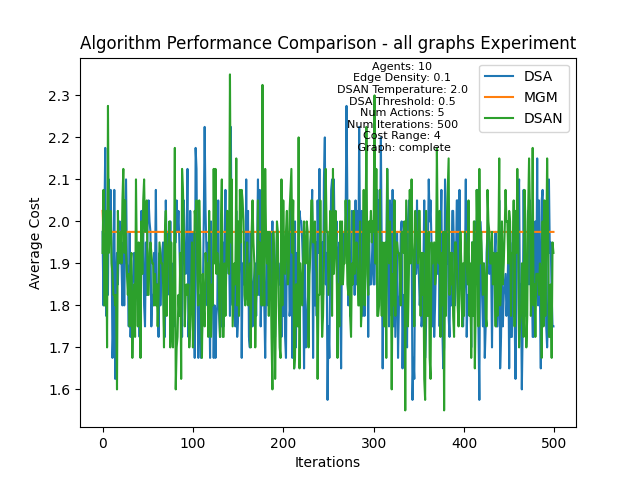 Algorithm Performance Comparison - all graphs Experiment
Agents: 10
Edge Density: 0.1
DSAN Temperature: 2.0
DSA Threshold: 0.5
Num Actions: 5
Num Iterations: 500
Cost Range: 4
Graph: complete
DSA
MGM
DSAN
Average Cost
2.3
2.2
2.1
2.0
1.9
1.8
1.7
1.6
0 100 200 300 400 500
Iterations